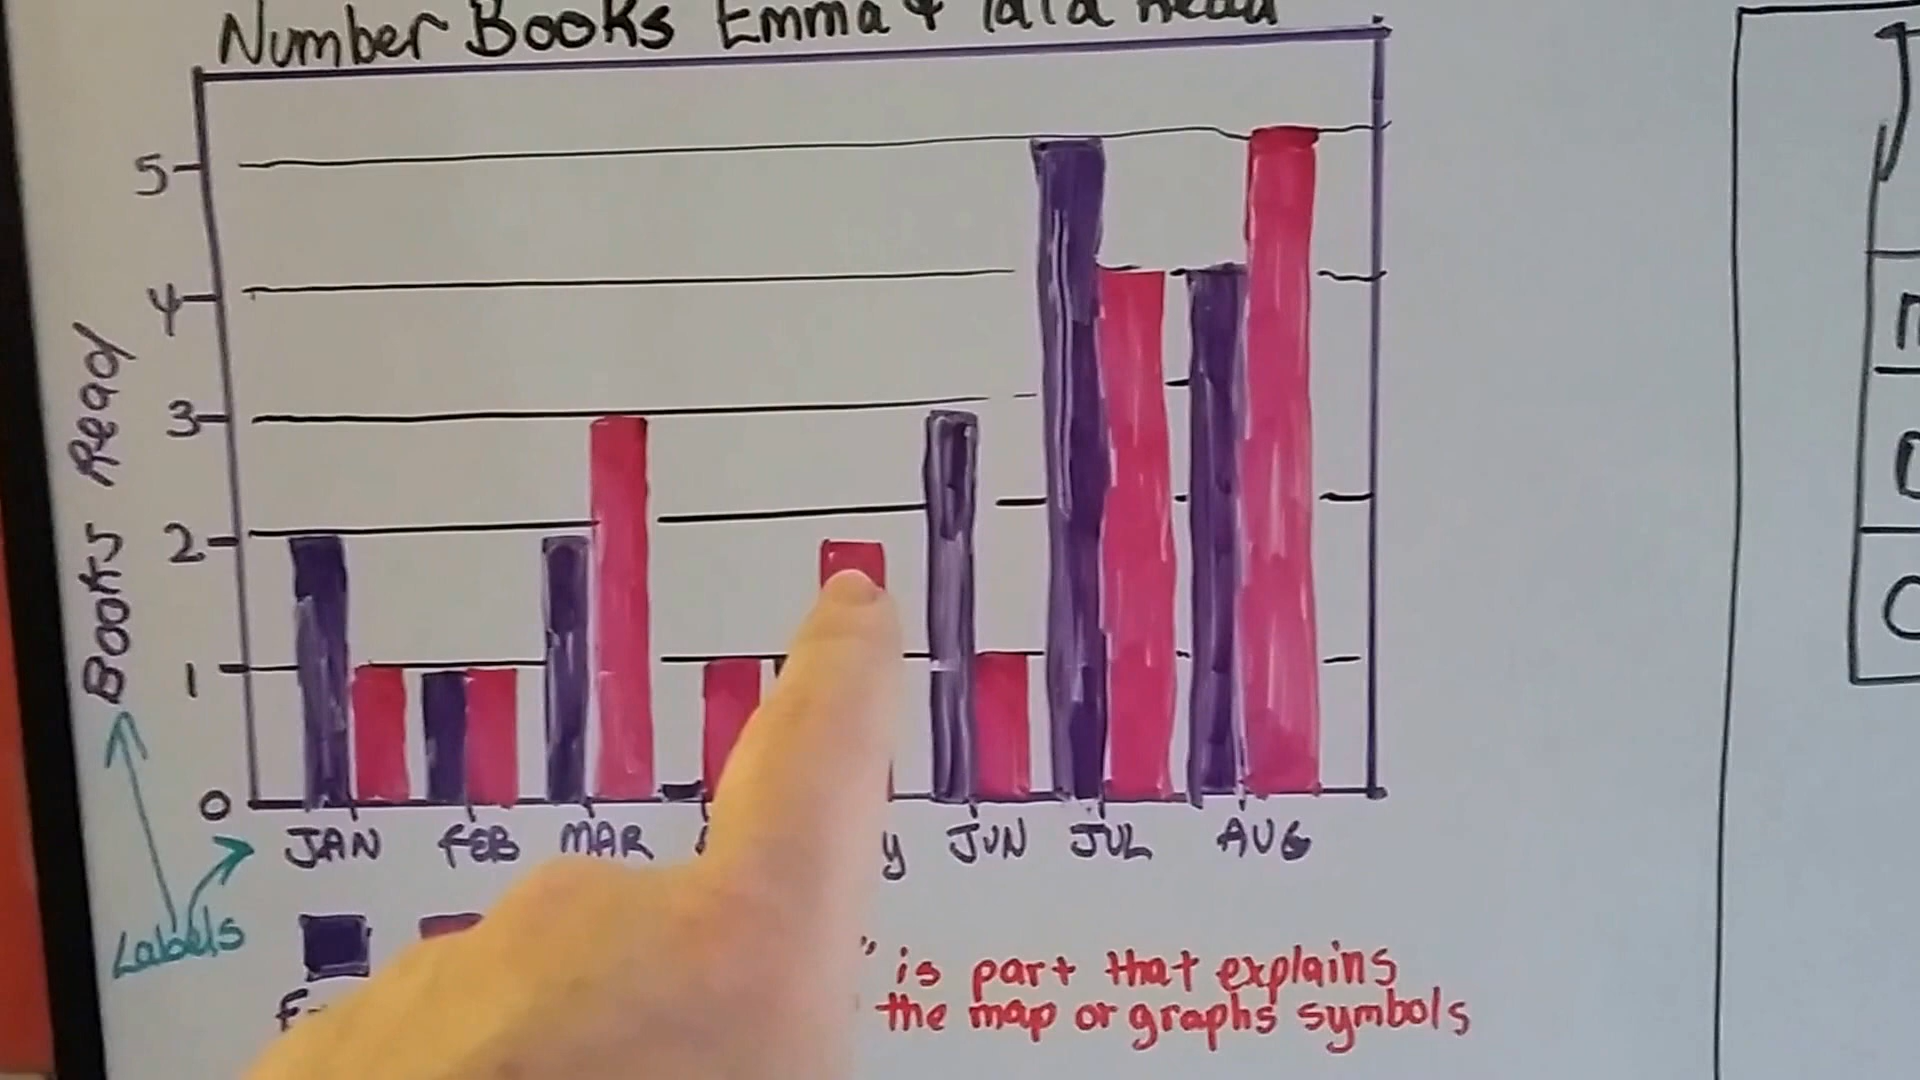 Number Books Emma & Read
5
4
3
2
1
0
Books Read
JAN FEB MAR y JUN JUL AUG
Labels
" is part that explains
the map or graphs symbols